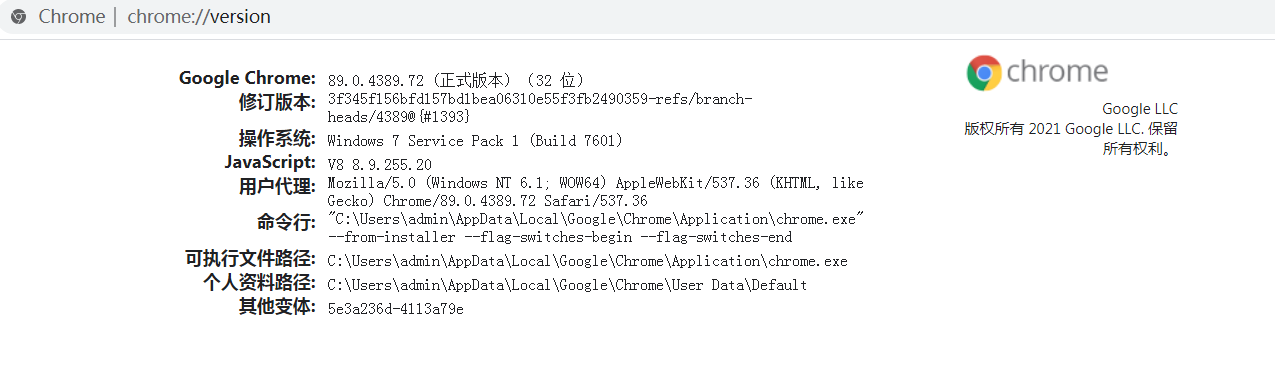 Chrome | chrome://version
Google Chrome: 89.0.4389.72 (正式版本) (32 位)
修订版本: 3f345f156bfd157bd1bea06310e55f3fb2490359-refs/branch-
heads/4389@{#1393}
操作系统: Windows 7 Service Pack 1 (Build 7601)
JavaScript: V8 8.9.255.20
用户代理: Mozilla/5.0 (Windows NT 6.1; WOW64) AppleWebKit/537.36 (KHTML, like
Gecko) Chrome/89.0.4389.72 Safari/537.36
命令行: "C:\Users\admin\AppData\Local\Google\Chrome\Application\chrome.exe"
--from-installer --flag-switches-begin --flag-switches-end
可执行文件路径: C:\Users\admin\AppData\Local\Google\Chrome\Application\chrome.exe
个人资料路径: C:\Users\admin\AppData\Local\Google\Chrome\User Data\Default
其他变体: 5e3a236d-4113a79e
chrome
Google LLC
版权所有 2021 Google LLC. 保留
所有权利。